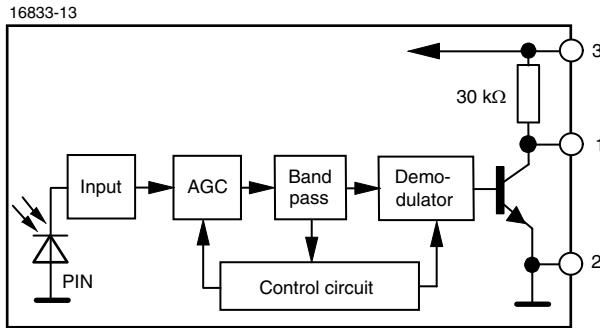 16833-13
3
30 kΩ
1
Input
AGC
Band
pass
Demo-
dulator
2
PIN
Control circuit